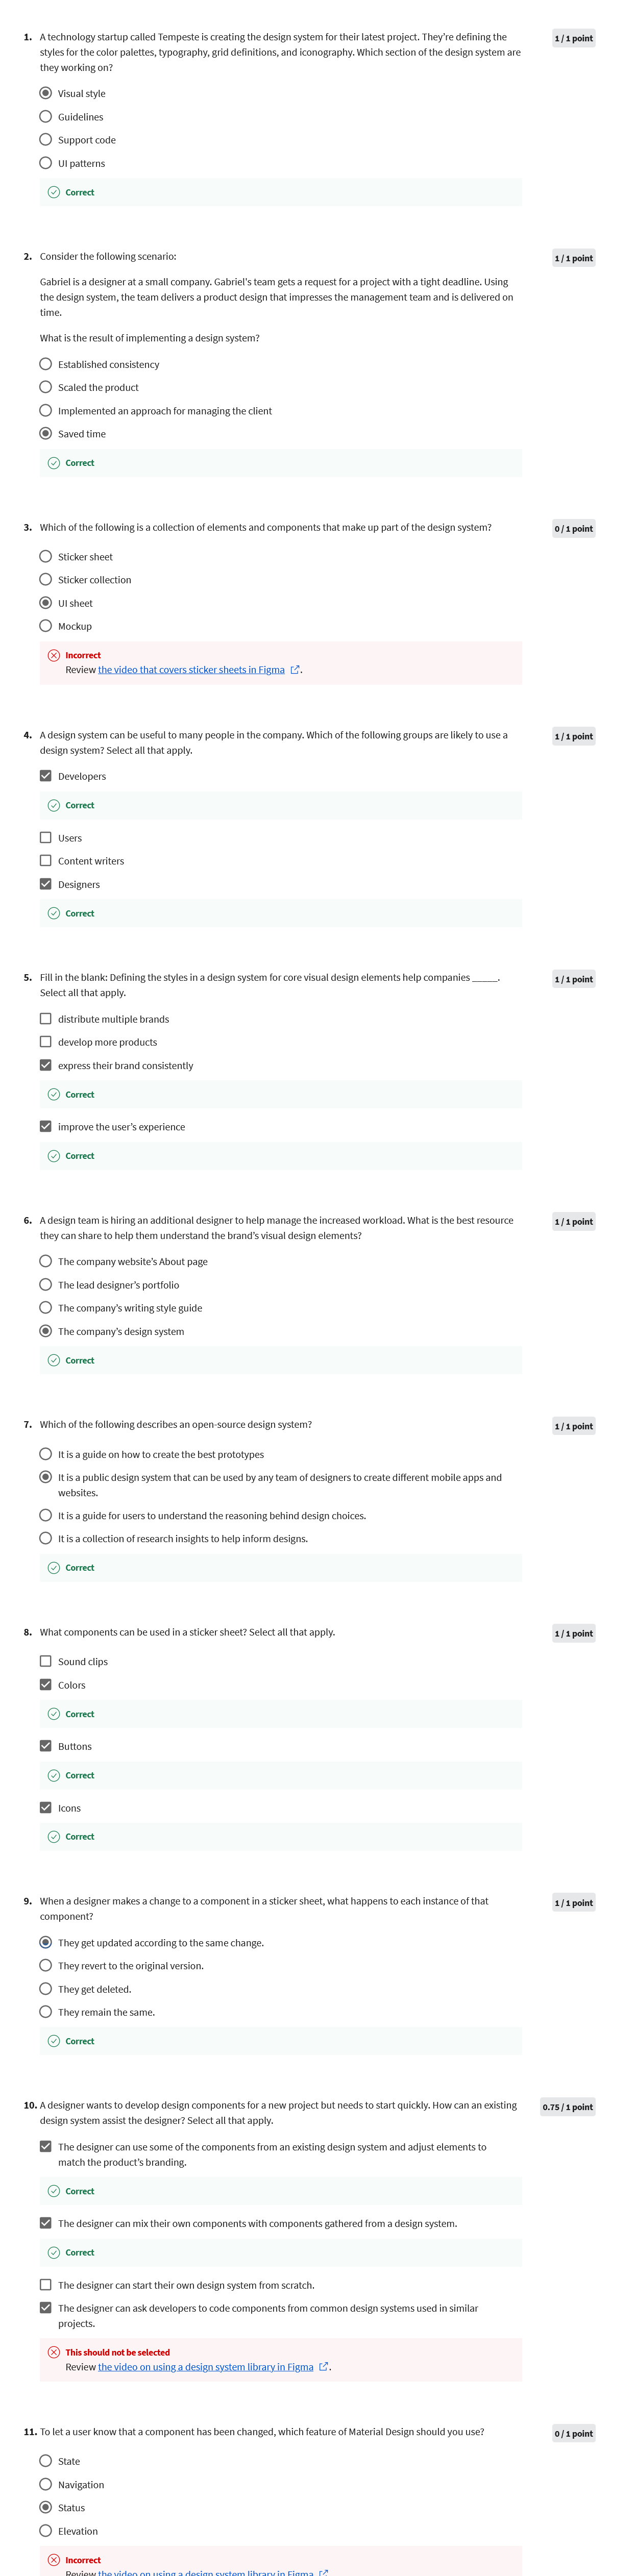 1. A technology startup called Tempeste is creating the design system for their latest project. They're defining the
1 / 1 point
styles for the color palettes, typography, grid definitions, and iconography. Which section of the design system are
they working on?
Visual style
Guidelines
Support code
UI patterns
Correct
2. Consider the following scenario:
1 / 1 point
Gabriel is a designer at a small company. Gabriel's team gets a request for a project with a tight deadline. Using
the design system, the team delivers a product design that impresses the management team and is delivered on
time.
What is the result of implementing a design system?
Established consistency
Scaled the product
Implemented an approach for managing the client
Saved time
Correct
3. Which of the following is a collection of elements and components that make up part of the design system?
0 / 1 point
Sticker sheet
Sticker collection
UI sheet
Mockup
Incorrect
Review the video that covers sticker sheets in Figma.
4. A design system can be useful to many people in the company. Which of the following groups are likely to use a
1 / 1 point
design system? Select all that apply.
Developers
Correct
Users
Content writers
Designers
Correct
5. Fill in the blank: Defining the styles in a design system for core visual design elements help companies _____.
1 / 1 point
Select all that apply.
distribute multiple brands
develop more products
express their brand consistently
Correct
improve the user's experience
Correct
6. A design team is hiring an additional designer to help manage the increased workload. What is the best resource
1 / 1 point
they can share to help them understand the brand's visual design elements?
The company website's About page
The lead designer's portfolio
The company's writing style guide
The company's design system
Correct
7. Which of the following describes an open-source design system?
1 / 1 point
It is a guide on how to create the best prototypes
It is a public design system that can be used by any team of designers to create different mobile apps and
websites.
It is a guide for users to understand the reasoning behind design choices.
It is a collection of research insights to help inform designs.
Correct
8. What components can be used in a sticker sheet? Select all that apply.
1 / 1 point
Sound clips
Colors
Correct
Buttons
Correct
Icons
Correct
9. When a designer makes a change to a component in a sticker sheet, what happens to each instance of that
1 / 1 point
component?
They get updated according to the same change.
They revert to the original version.
They get deleted.
They remain the same.
Correct
10. A designer wants to develop design components for a new project but needs to start quickly. How can an existing
0.75 / 1 point
design system assist the designer? Select all that apply.
The designer can use some of the components from an existing design system and adjust elements to
match the product's branding.
Correct
The designer can mix their own components with components gathered from a design system.
Correct
The designer can start their own design system from scratch.
The designer can ask developers to code components from common design systems used in similar
projects.
This should not be selected
Review the video on using a design system library in Figma.
11. To let a user know that a component has been changed, which feature of Material Design should you use?
0 / 1 point
State
Navigation
Status
Elevation
Incorrect
Review the video on using a design system library in Figma